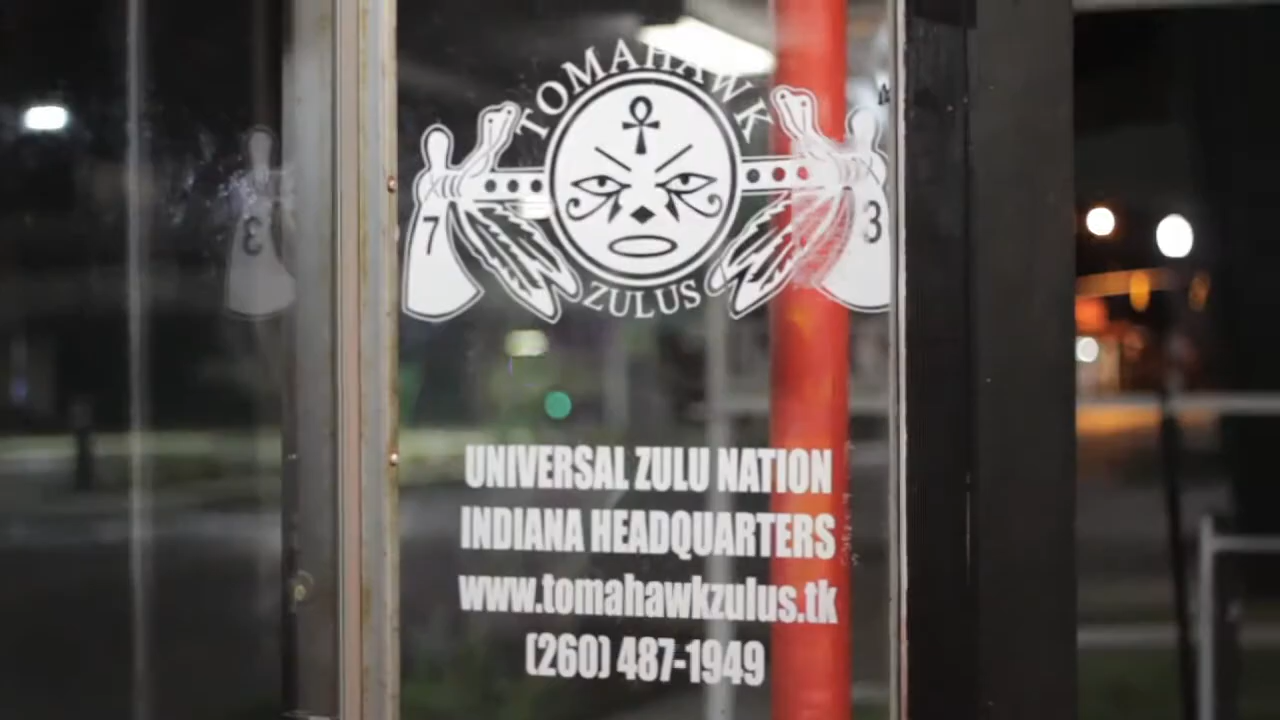 TOMAHAWK
7
3
ZULUS
UNIVERSAL ZULU NATION
INDIANA HEADQUARTERS
www.tomahawkzulus.tk
(260) 487-1949